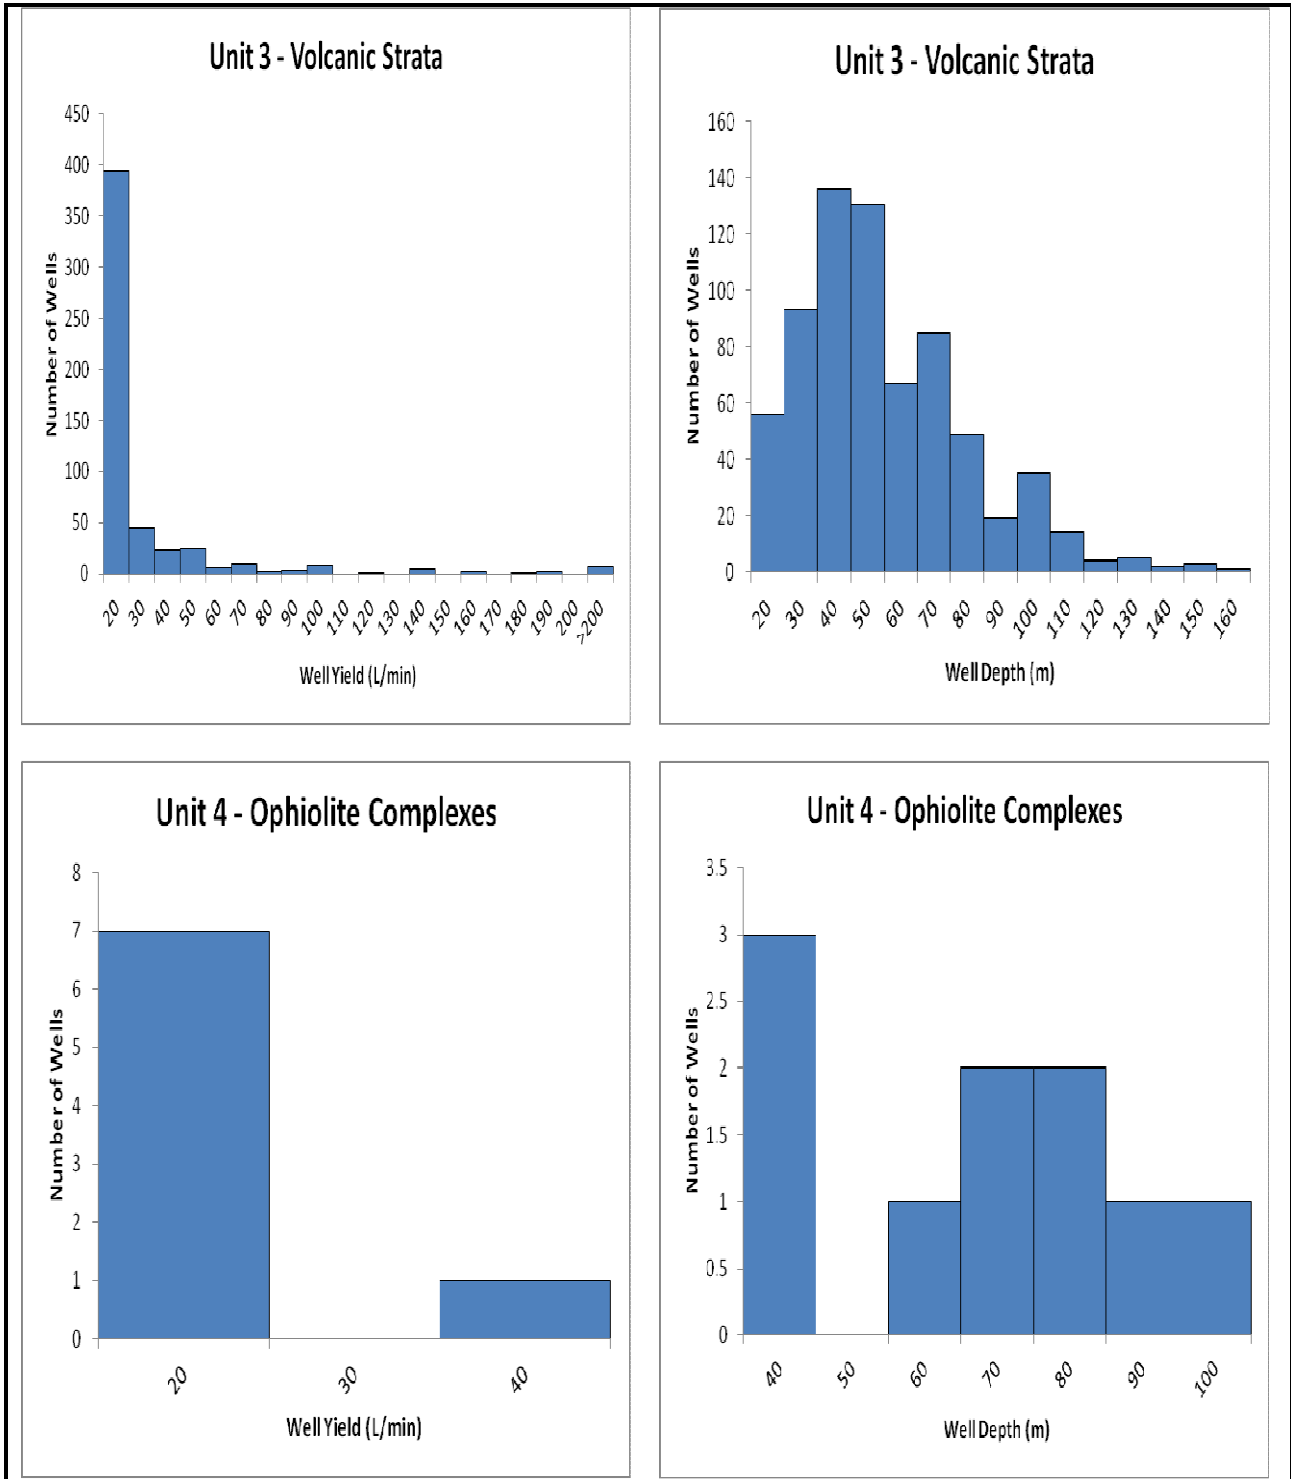 Unit 3 - Volcanic Strata
450
400
350
300
250
200
150
100
50
0
Number of Wells
20 30 40 50 60 70 80 90 100 110 120 130 140 150 160 170 180 190 200 >200
Well Yield (L/min)
Unit 3 - Volcanic Strata
160
140
120
100
80
60
40
20
0
Number of Wells
20 30 40 50 60 70 80 90 100 110 120 130 140 150 160
Well Depth (m)
Unit 4 - Ophiolite Complexes
8
7
6
5
4
3
2
1
0
Number of Wells
20 30 40
Well Yield (L/min)
Unit 4 - Ophiolite Complexes
3.5
3
2.5
2
1.5
1
0.5
0
Number of Wells
40 50 60 70 80 90 100
Well Depth (m)